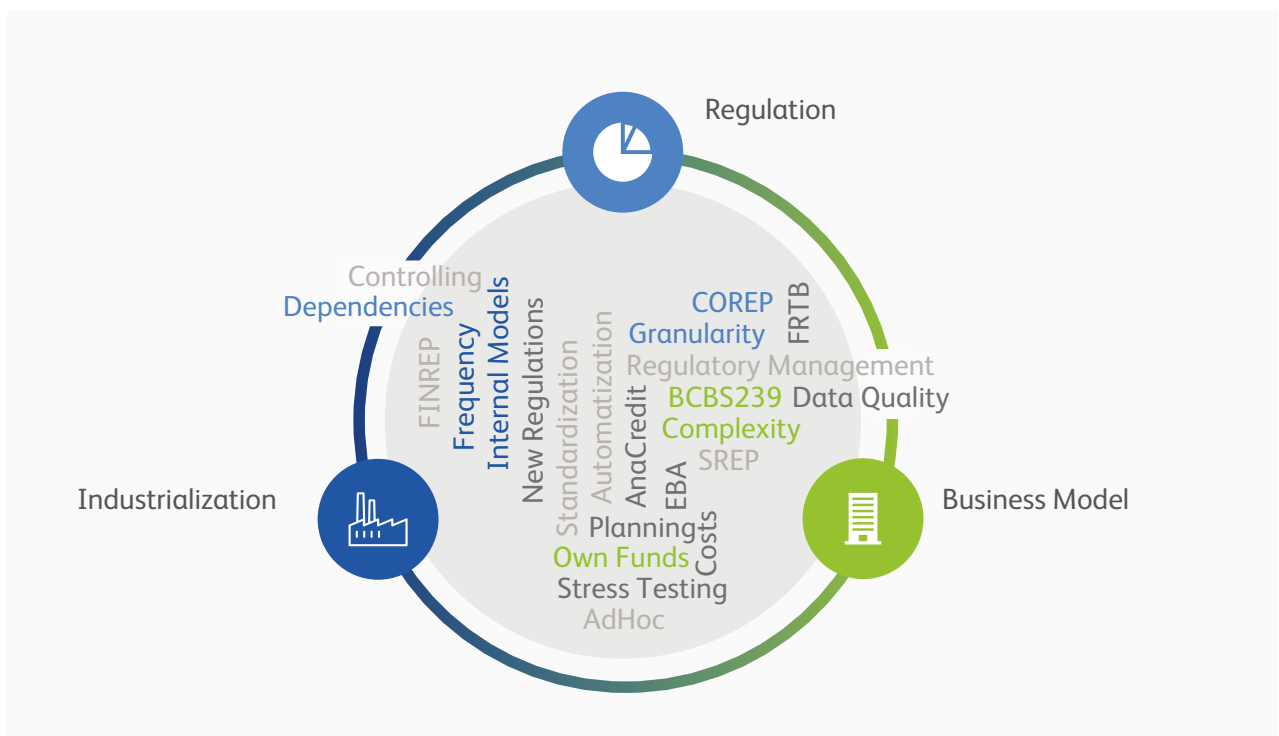 Regulation
Controlling
Dependencies
FINREP
Frequency
Internal Models
New Regulations
Standardization
Automatization
AnaCredit
EBA
COREP
FRTB
Granularity
Regulatory Management
BCBS239
Data Quality
Complexity
SREP
Planning
Costs
Own Funds
Stress Testing
AdHoc
Industrialization
Business Model